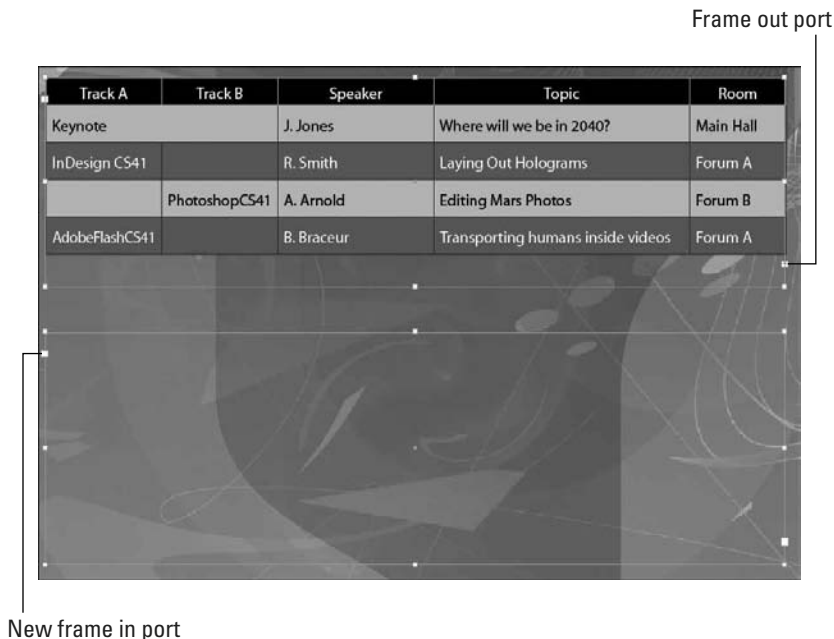 Frame out port
Track A Track B Speaker Topic Room
Keynote J. Jones Where will we be in 2040? Main Hall
InDesign CS41 R. Smith Laying Out Holograms Forum A
PhotoshopCS41 A. Arnold Editing Mars Photos Forum B
AdobeFlashCS41 B. Braceur Transporting humans inside videos Forum A
New frame in port